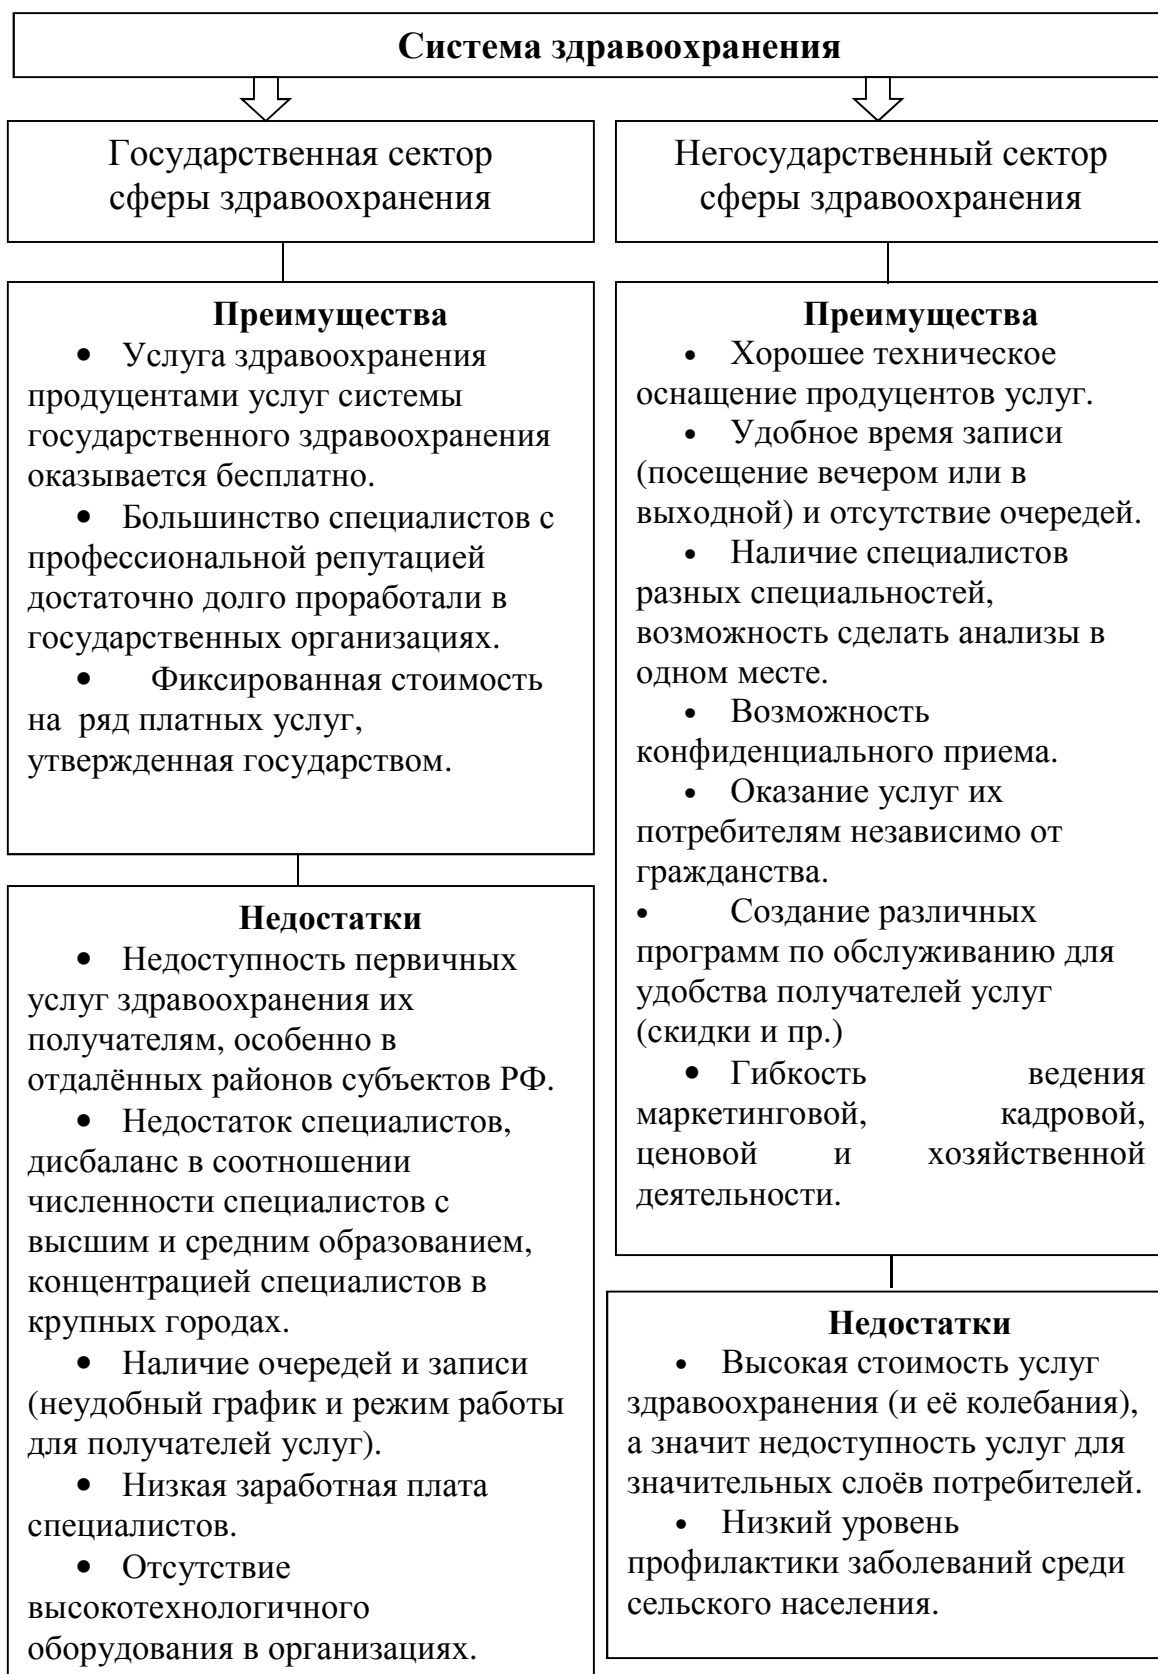 Система здравоохранения
Государственная сектор
сферы здравоохранения
Преимущества
• Услуга здравоохранения
продуцентами услуг системы
государственного здравоохранения
оказывается бесплатно.
• Большинство специалистов с
профессиональной репутацией
достаточно долго проработали в
государственных организациях.
• Фиксированная стоимость
на ряд платных услуг,
утвержденная государством.
Недостатки
• Недоступность первичных
услуг здравоохранения их
получателям, особенно в
отдалённых районов субъектов РФ.
• Недостаток специалистов,
дисбаланс в соотношении
численности специалистов с
высшим и средним образованием,
концентрацией специалистов в
крупных городах.
• Наличие очередей и записи
(неудобный график и режим работы
для получателей услуг).
• Низкая заработная плата
специалистов.
• Отсутствие
высокотехнологичного
оборудования в организациях.
Негосударственный сектор
сферы здравоохранения
Преимущества
• Хорошее техническое
оснащение продуцентов услуг.
• Удобное время записи
(посещение вечером или в
выходной) и отсутствие очередей.
• Наличие специалистов
разных специальностей,
возможность сделать анализы в
одном месте.
• Возможность
конфиденциального приема.
• Оказание услуг их
потребителям независимо от
гражданства.
• Создание различных
программ по обслуживанию для
удобства получателей услуг
(скидки и пр.)
• Гибкость ведения
маркетинговой, кадровой,
ценовой и хозяйственной
деятельности.
Недостатки
• Высокая стоимость услуг
здравоохранения (и её колебания),
а значит недоступность услуг для
значительных слоёв потребителей.
• Низкий уровень
профилактики заболеваний среди
сельского населения.